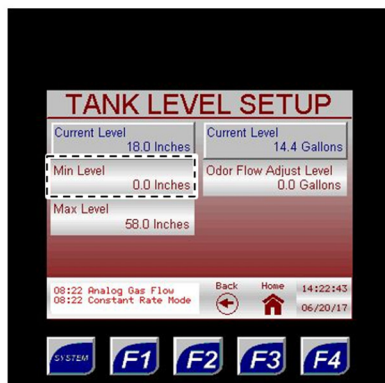 TANK LEVEL SETUP
Current Level
18.0 Inches
Current Level
14.4 Gallons
Min Level
0.0 Inches
Odor Flow Adjust Level
0.0 Gallons
Max Level
58.0 Inches
08:22 Analog Gas Flow
08:22 Constant Rate Mode
Back
Home
14:22:43
06/20/17
SYSTEM
F1
F2
F3
F4